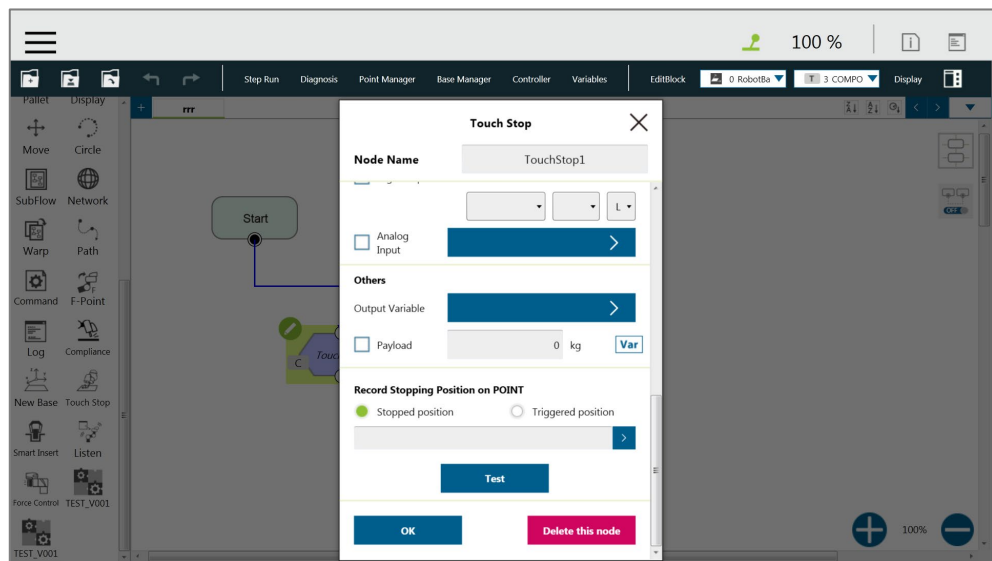 100 %
Step Run Diagnosis Point Manager Base Manager Controller Variables EditBlock 0 RobotBa T 3 COMPO Display
Pallet Display
+ rrr
Move Circle
SubFlow Network
Warp Path
Command F-Point
Log Compliance
New Base Touch Stop
Smart Insert Listen
Force Control TEST_V001
TEST_V001
Start
C Touc
Touch Stop
Node Name TouchStop1
L
Analog
Input
Others
Output Variable
Payload 0 kg Var
Record Stopping Position on POINT
Stopped position Triggered position
Test
OK Delete this node
OFF
100%